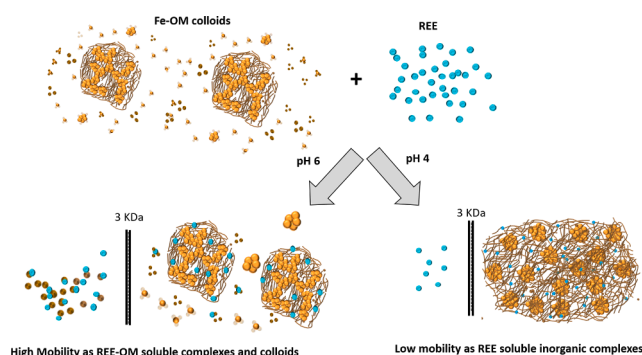 Fe-OM colloids
REE
+
pH 6
pH 4
3 KDa
3 KDa
High Mobility as REE-OM soluble complexes and colloids
Low mobility as REE soluble inorganic complexes